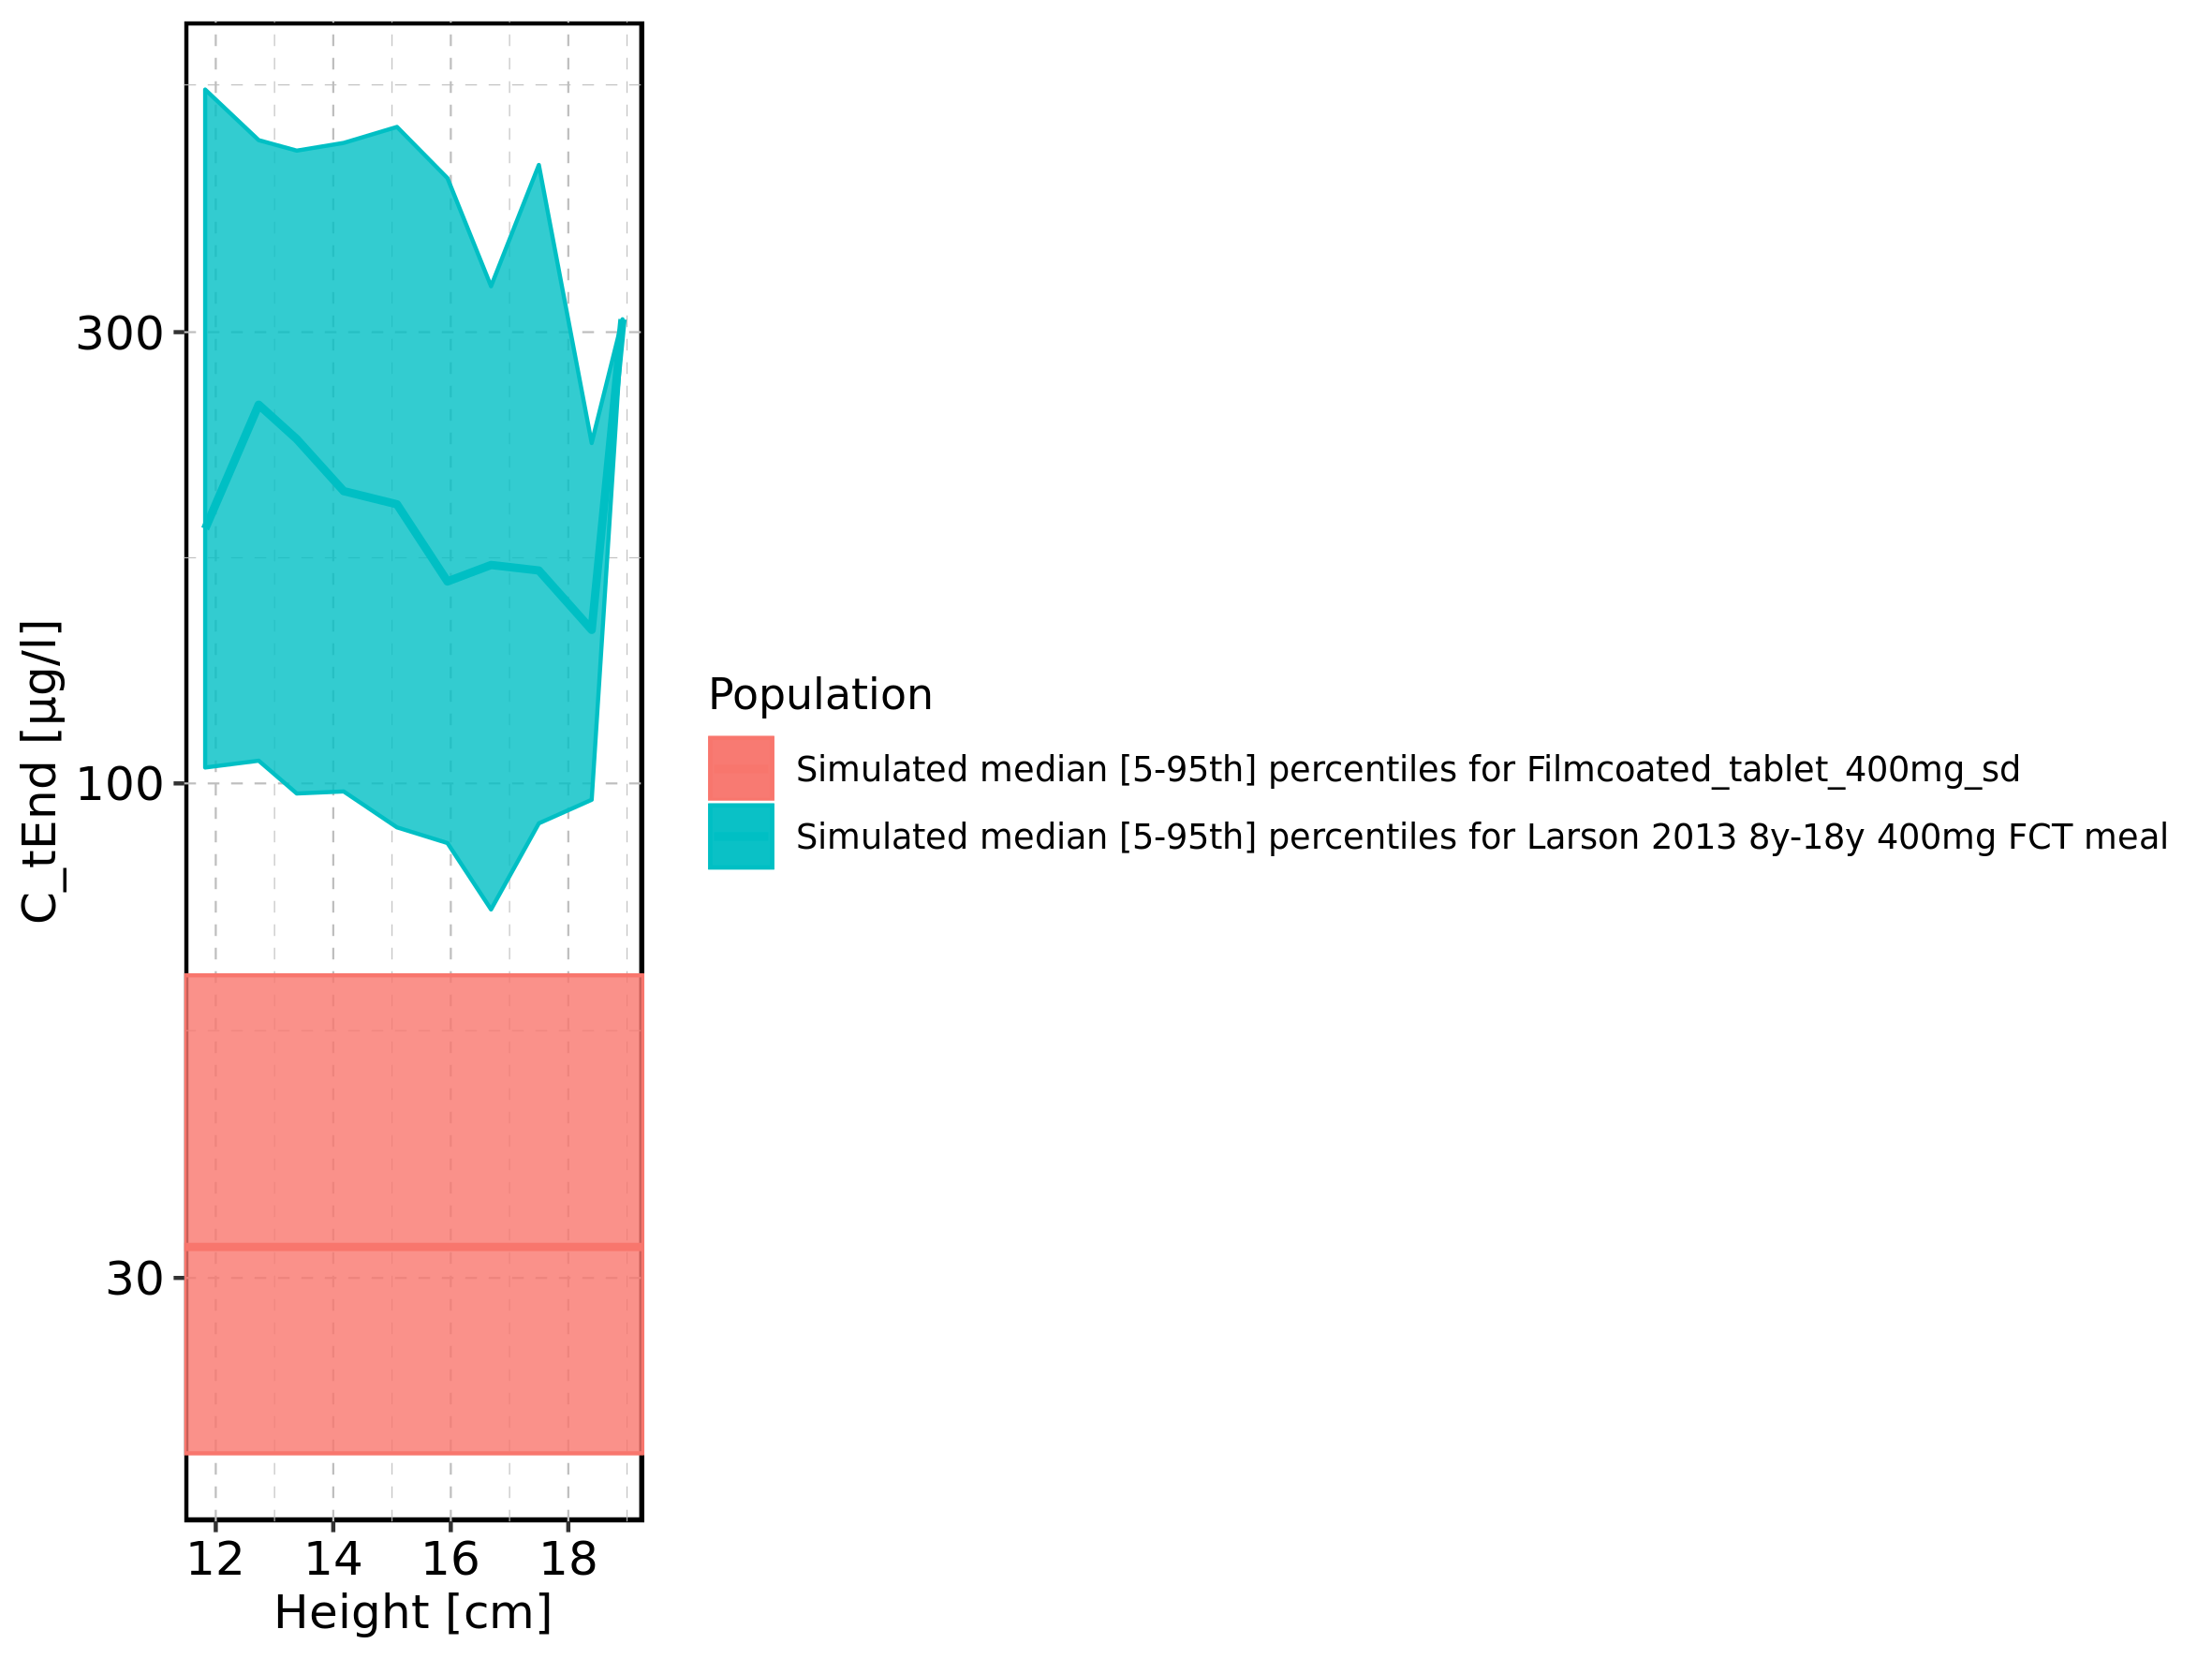 C_tEnd [µg/l]
300
100
30
12 14 16 18
Height [cm]
Population
Simulated median [5-95th] percentiles for Filmcoated_tablet_400mg_sd
Simulated median [5-95th] percentiles for Larson 2013 8y-18y 400mg FCT meal